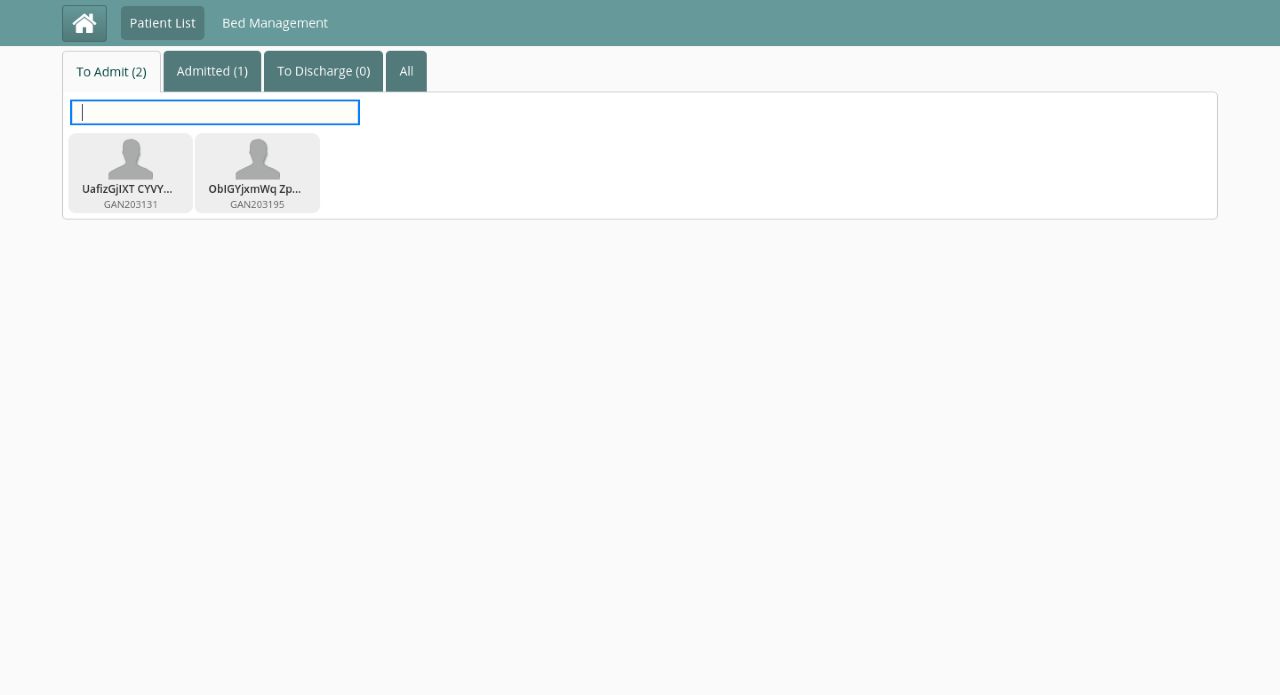 Patient List
Bed Management
To Admit (2)
Admitted (1)
To Discharge (0)
All
UafizGjIXT CYVY...
GAN203131
ObIGYjxmWq Zp...
GAN203195